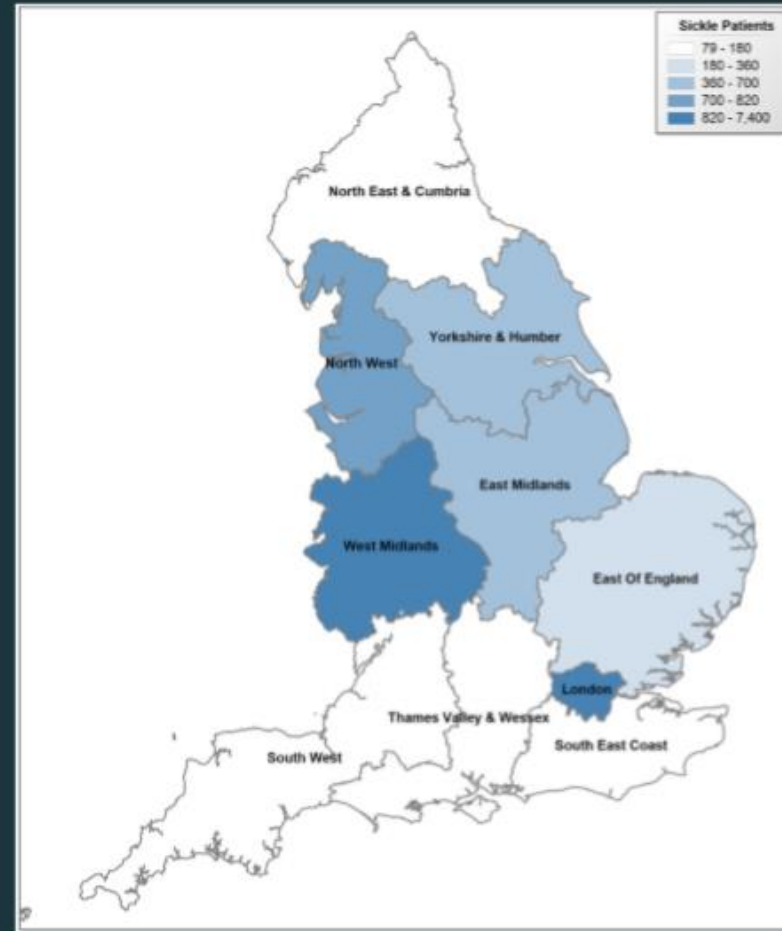 Sickle Patients
79 - 180
180 - 360
360 - 700
700 - 820
820 - 7,400
North East & Cumbria
Yorkshire & Humber
North West
East Midlands
West Midlands
East Of England
London
Thames Valley & Wessex
South East Coast
South West